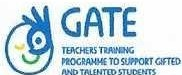 GATE
TEACHERS TRAINING
PROGRAMME TO SUPPORT GIFTED
AND TALENTED STUDENTS